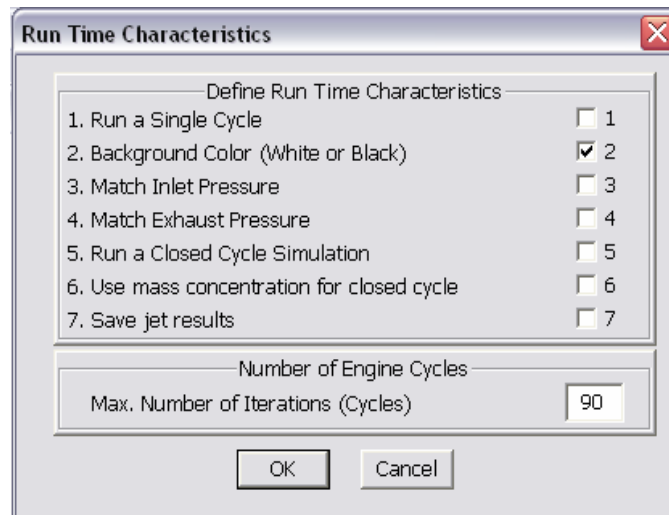 Run Time Characteristics
Define Run Time Characteristics
1. Run a Single Cycle 1
2. Background Color (White or Black) 2
3. Match Inlet Pressure 3
4. Match Exhaust Pressure 4
5. Run a Closed Cycle Simulation 5
6. Use mass concentration for closed cycle 6
7. Save jet results 7
Number of Engine Cycles
Max. Number of Iterations (Cycles) 90
OK Cancel